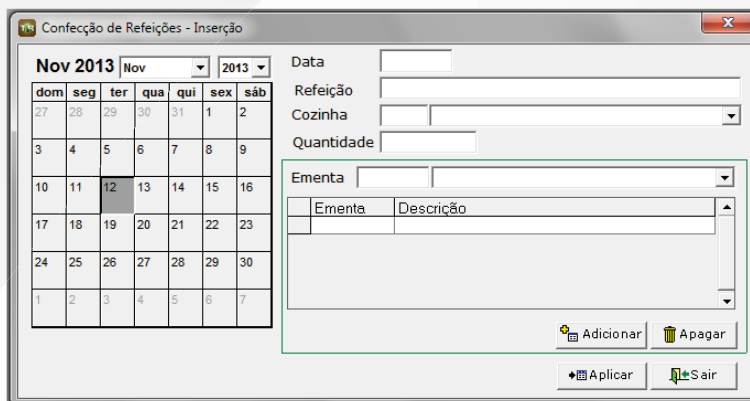 Confecção de Refeições - Inserção
x
Nov 2013 Nov 2013
dom seg ter qua qui sex sáb
27 28 29 30 31 1 2
3 4 5 6 7 8 9
10 11 12 13 14 15 16
17 18 19 20 21 22 23
24 25 26 27 28 29 30
1 2 3 4 5 6 7
Data
Refeição
Cozinha
Quantidade
Ementa
Ementa Descrição
Adicionar Apagar
Aplicar Sair